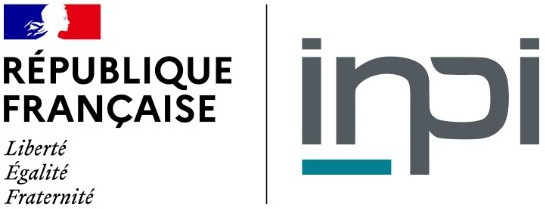 RÉPUBLIQUE
FRANÇAISE
Liberté
Égalité
Fraternité
inpi